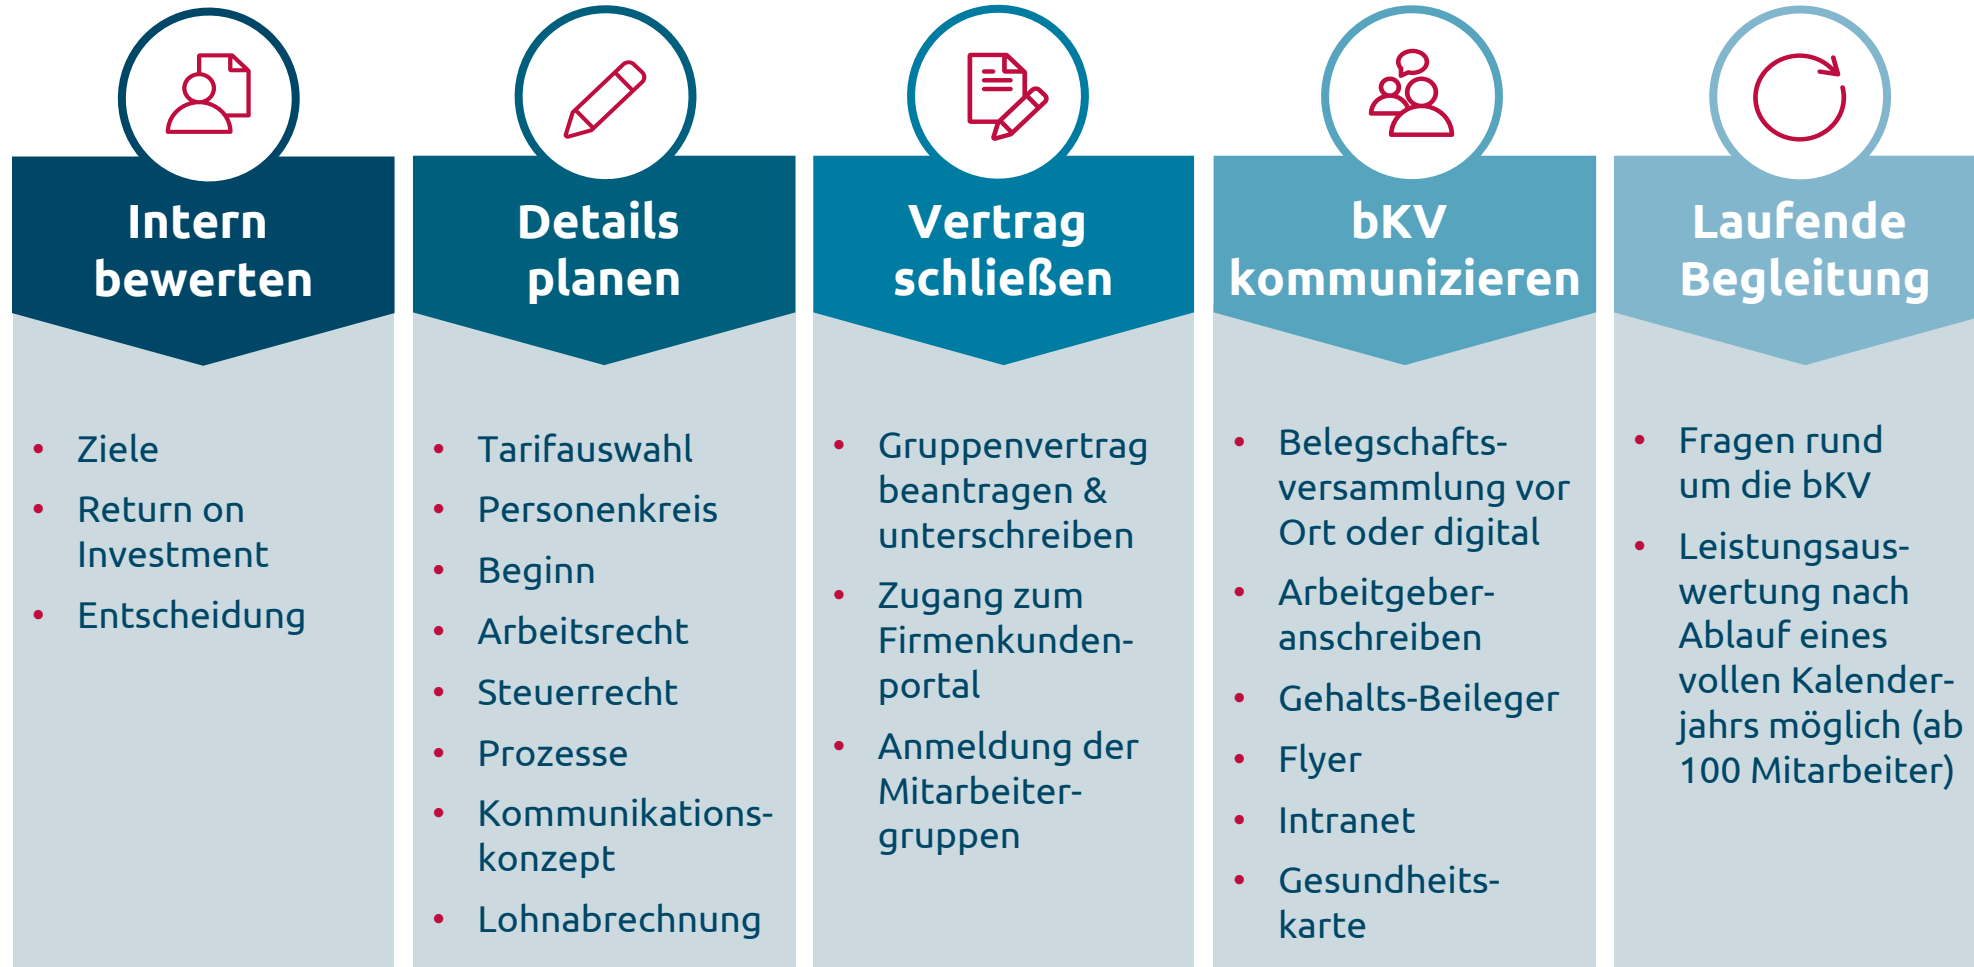 Intern
bewerten
• Ziele
• Return on
Investment
• Entscheidung
Details
planen
• Tarifauswahl
• Personenkreis
• Beginn
• Arbeitsrecht
• Steuerrecht
• Prozesse
• Kommunikations-
konzept
• Lohnabrechnung
Vertrag
schließen
• Gruppenvertrag
beantragen &
unterschreiben
• Zugang zum
Firmenkunden-
portal
• Anmeldung der
Mitarbeiter-
gruppen
bKV
kommunizieren
• Belegschafts-
versammlung vor
Ort oder digital
• Arbeitgeber-
anschreiben
• Gehalts-Beileger
• Flyer
• Intranet
• Gesundheits-
karte
Laufende
Begleitung
• Fragen rund
um die bKV
• Leistungsaus-
wertung nach
Ablauf eines
vollen Kalender-
jahrs möglich (ab
100 Mitarbeiter)